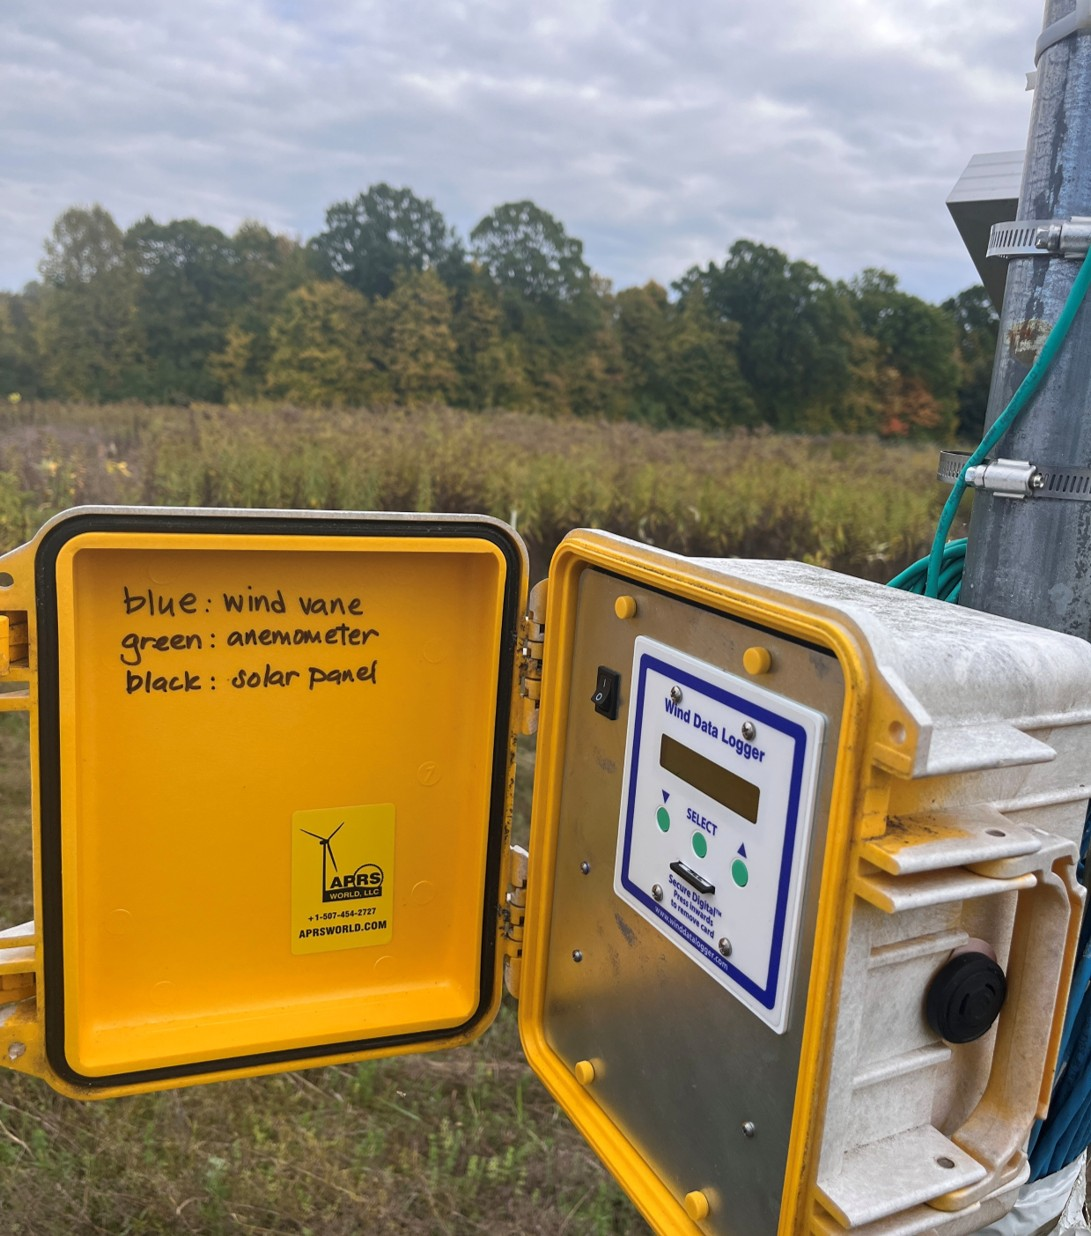 blue: wind vane
green: anemometer
black: solar panel
APRS
WORLD, LLC
+1-507-454-2727
APRSWORLD.COM
Wind Data Logger
SELECT
Secure Digital™
Press inwards
to remove card
www.winddatalogger.com